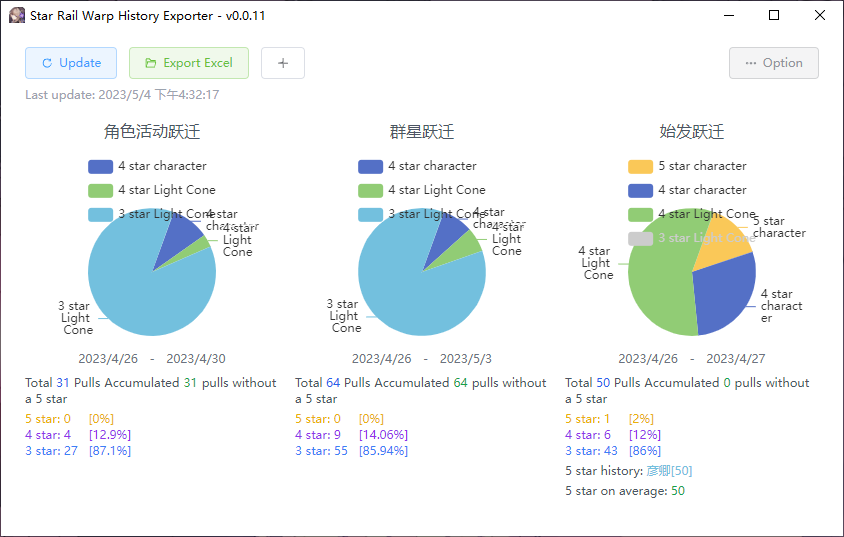 Star Rail Warp History Exporter - v0.0.11
Update
Export Excel
+
Option
Last update: 2023/5/4 下午4:32:17
角色活动跃迁
4 star character
4 star Light Cone
3 star Light Cone
4 star
charac...
4 star
Light
Cone
3 star
Light
Cone
2023/4/26 - 2023/4/30
Total 31 Pulls Accumulated 31 pulls without
a 5 star
5 star: 0 [0%]
4 star: 4 [12.9%]
3 star: 27 [87.1%]
群星跃迁
4 star character
4 star Light Cone
3 star Light Cone
4 star
charac...
4 star
Light
Cone
3 star
Light
Cone
2023/4/26 - 2023/5/3
Total 64 Pulls Accumulated 64 pulls without
a 5 star
5 star: 0 [0%]
4 star: 9 [14.06%]
3 star: 55 [85.94%]
始发跃迁
5 star character
4 star character
4 star Light Cone
3 star Light Cone
5 star
character
4 star
Light
Cone
4 star
charact
er
2023/4/26 - 2023/4/27
Total 50 Pulls Accumulated 0 pulls without
a 5 star
5 star: 1 [2%]
4 star: 6 [12%]
3 star: 43 [86%]
5 star history: 彦卿[50]
5 star on average: 50